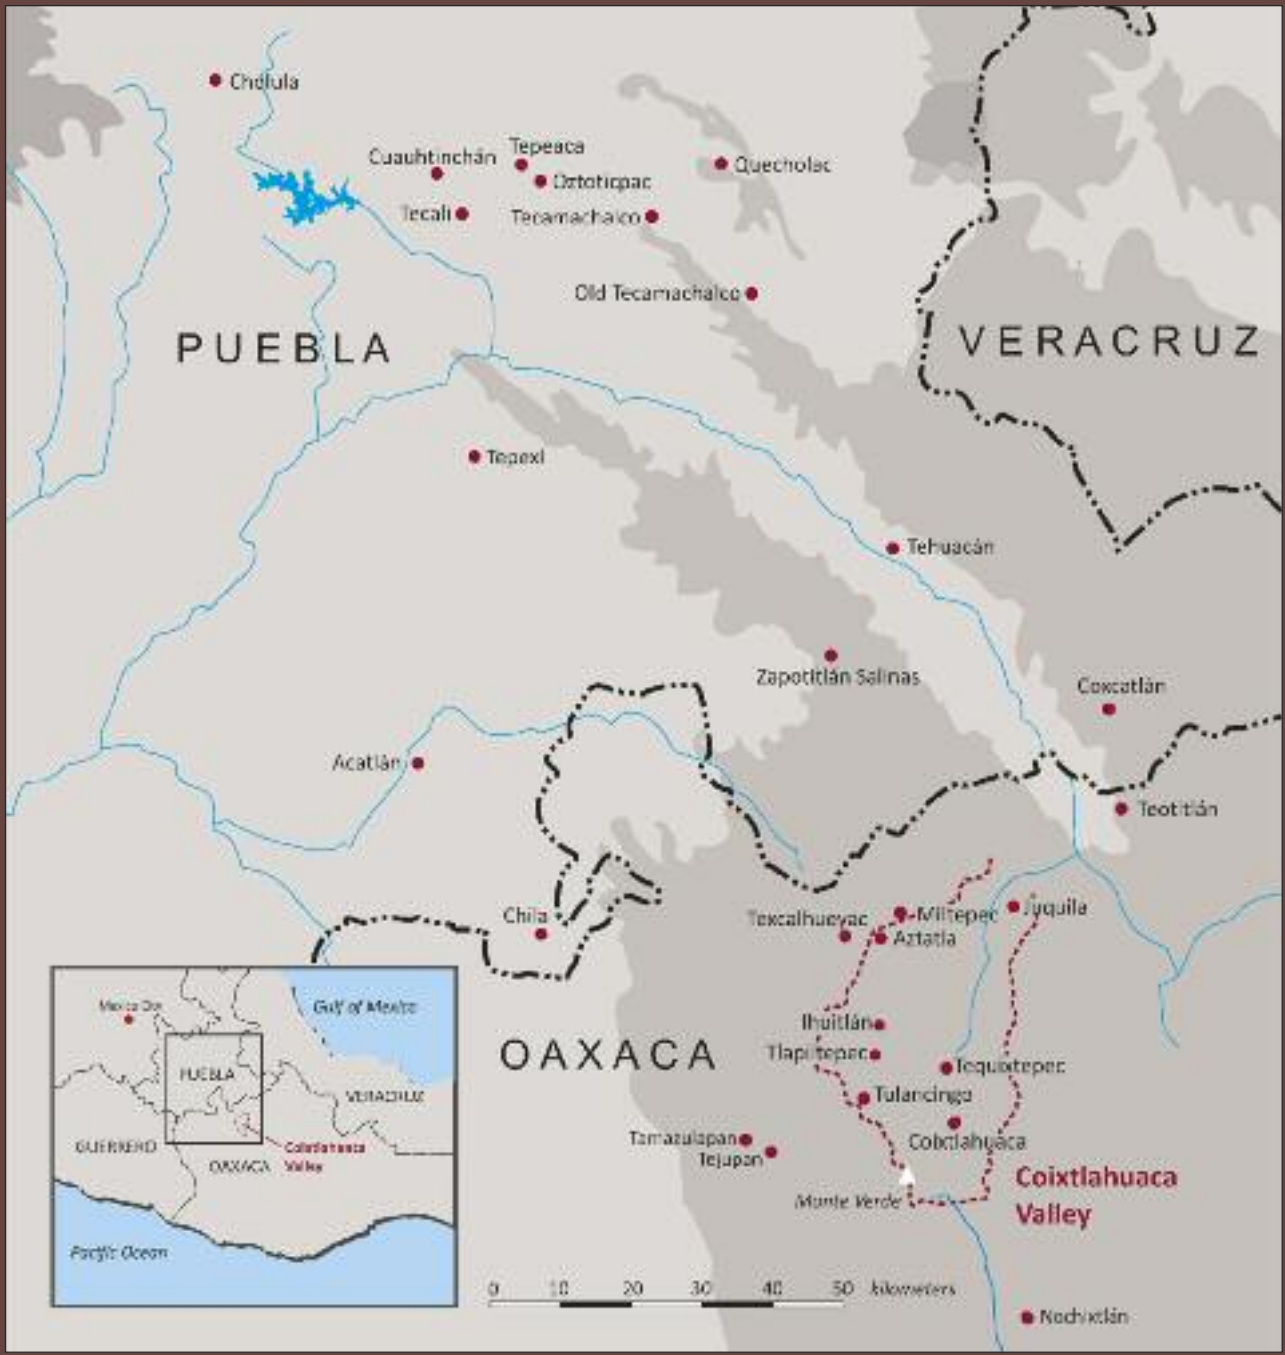 Cholula
Tepeaca
Cuauhtinchán
Quecholac
Oztoticpac
Tecali
Tecamachalco
Old Tecamachalco
PUEBLA
VERACRUZ
Tepexi
Tehuacán
Zapotitlán Salinas
Coxcatlán
Acatlán
Teotitlán
Chila
Texcalhueyac
Miltepec
Juquila
Aztatla
Ihuitlán
OAXACA
Tlapiltepec
Tequixtepec
Tulancingo
Tamazulapan
Coixtlahuaca
Tejupan
Coixtlahuaca
Valley
Monte Verde
0 10 20 30 40 50 kilometers
Nochixtlán
Mexico City
Gulf of Mexico
PUEBLA
VERACRUZ
GUERRERO
Coixtlahuaca
Valley
OAXACA
Pacific Ocean